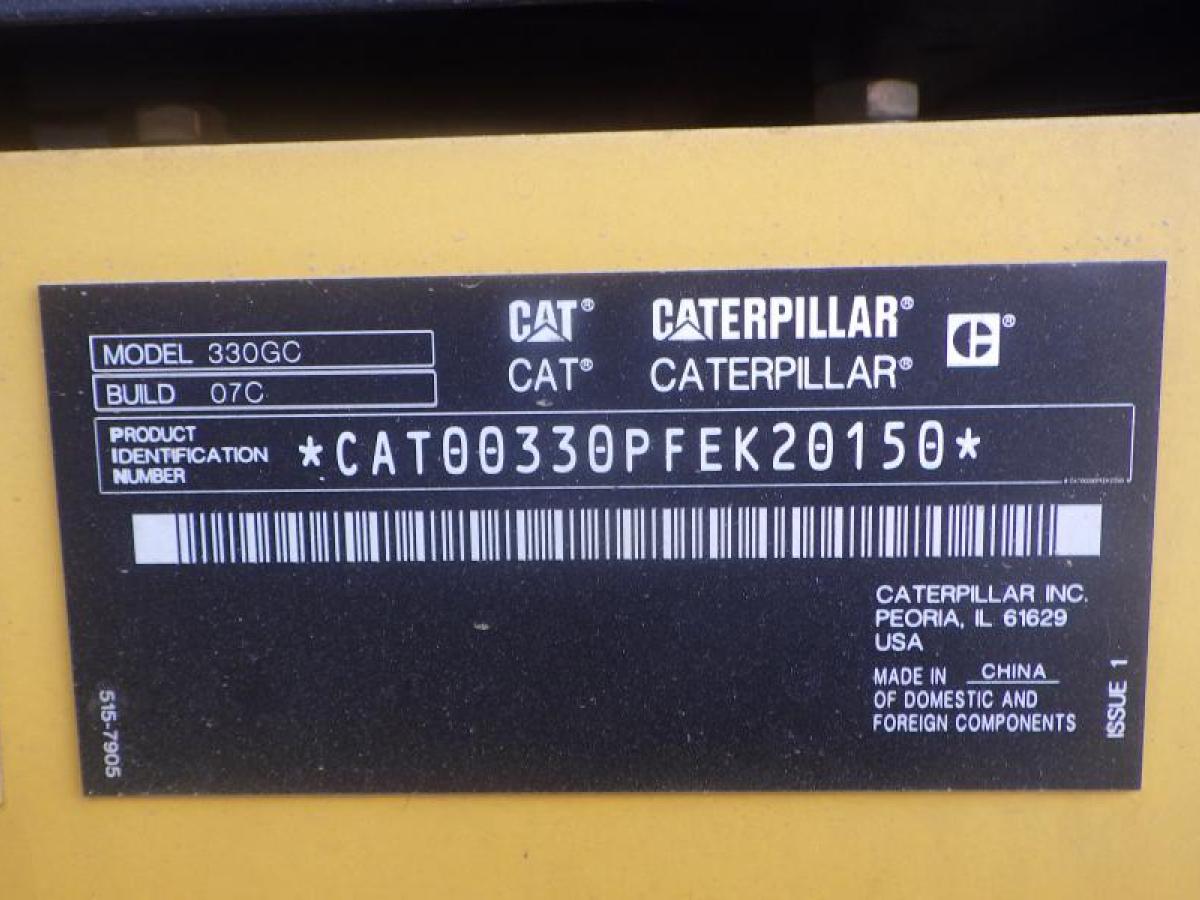 MODEL 330GC
BUILD 07C
CAT® CATERPILLAR® ®
CAT® CATERPILLAR®
PRODUCT
IDENTIFICATION
NUMBER
*CAT00330PFEK20150*
CATERPILLAR INC.
PEORIA, IL 61629
USA
MADE IN CHINA
OF DOMESTIC AND
FOREIGN COMPONENTS
515-7905
ISSUE 1